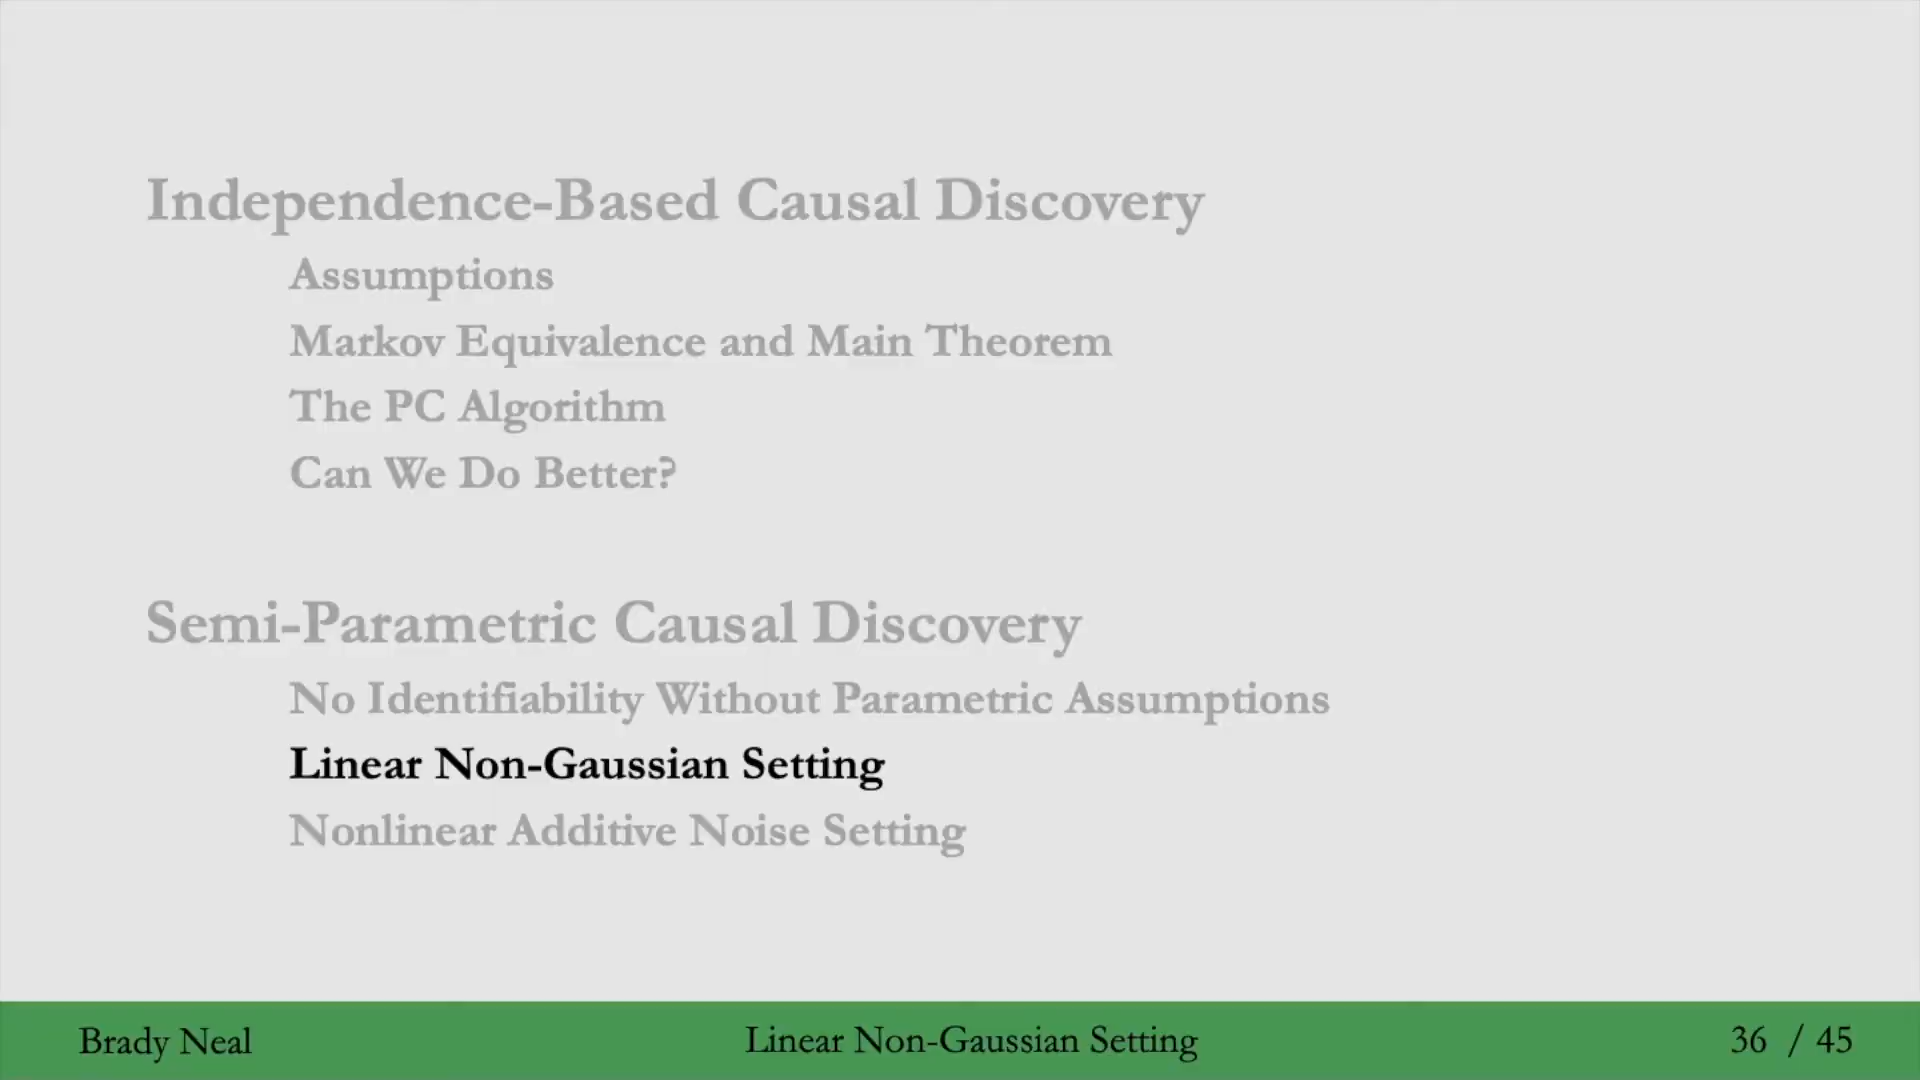 Independence-Based Causal Discovery
Assumptions
Markov Equivalence and Main Theorem
The PC Algorithm
Can We Do Better?
Semi-Parametric Causal Discovery
No Identifiability Without Parametric Assumptions
Linear Non-Gaussian Setting
Nonlinear Additive Noise Setting
Brady Neal
Linear Non-Gaussian Setting
36 / 45